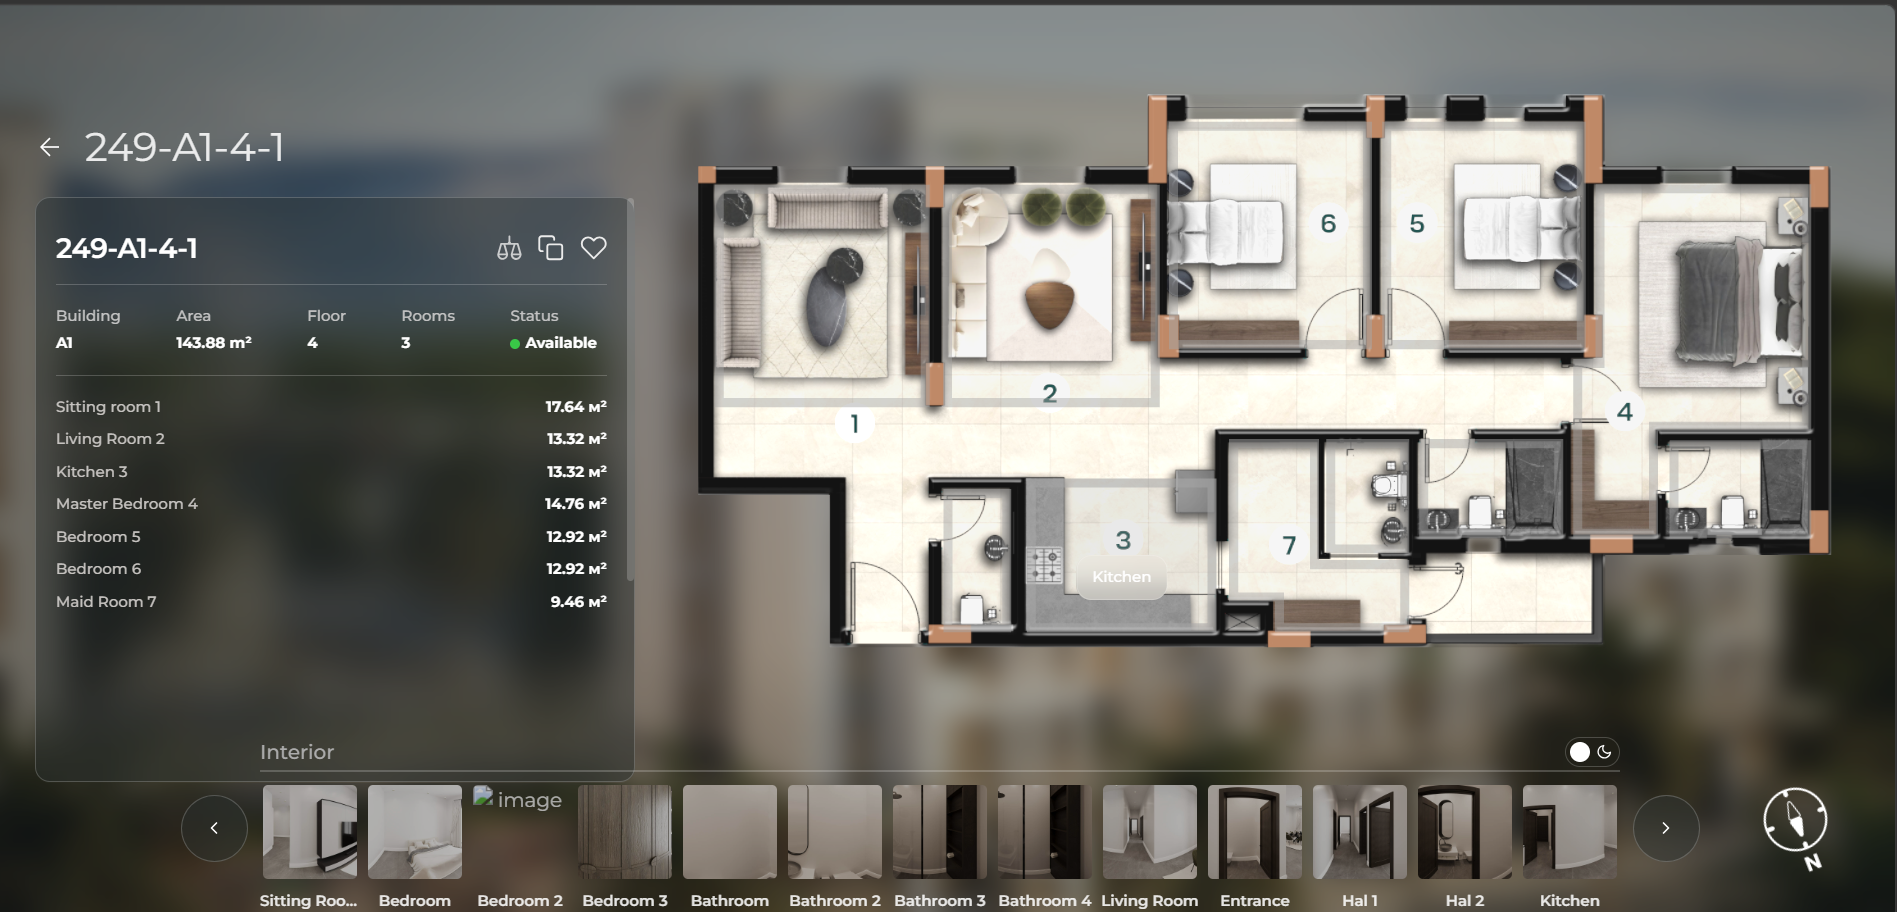 249-A1-4-1
249-A1-4-1
Building Area Floor Rooms Status
A1 143.88 m² 4 3 Available
Sitting room 1 17.64 м²
Living Room 2 13.32 м²
Kitchen 3 13.32 м²
Master Bedroom 4 14.76 м²
Bedroom 5 12.92 м²
Bedroom 6 12.92 м²
Maid Room 7 9.46 м²
6 5
2 4
1
3 7
Kitchen
Interior
image
N
Sitting Roo... Bedroom Bedroom 2 Bedroom 3 Bathroom Bathroom 2 Bathroom 3 Bathroom 4 Living Room Entrance Hal 1 Hal 2 Kitchen